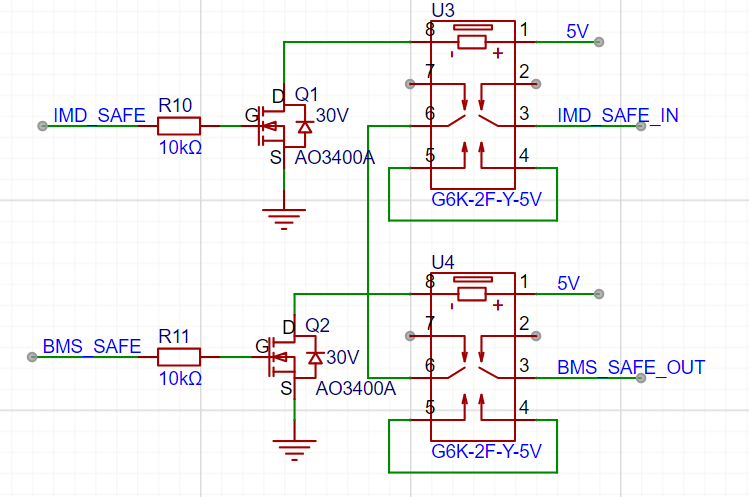 U3
8
1
5V
-
+
7
2
IMD_SAFE
R10
10kΩ
G
D
S
Q1
30V
AO3400A
6
3
IMD_SAFE_IN
5
4
G6K-2F-Y-5V
U4
8
1
5V
-
+
7
2
BMS_SAFE
R11
10kΩ
G
D
S
Q2
30V
AO3400A
6
3
BMS_SAFE_OUT
5
4
G6K-2F-Y-5V